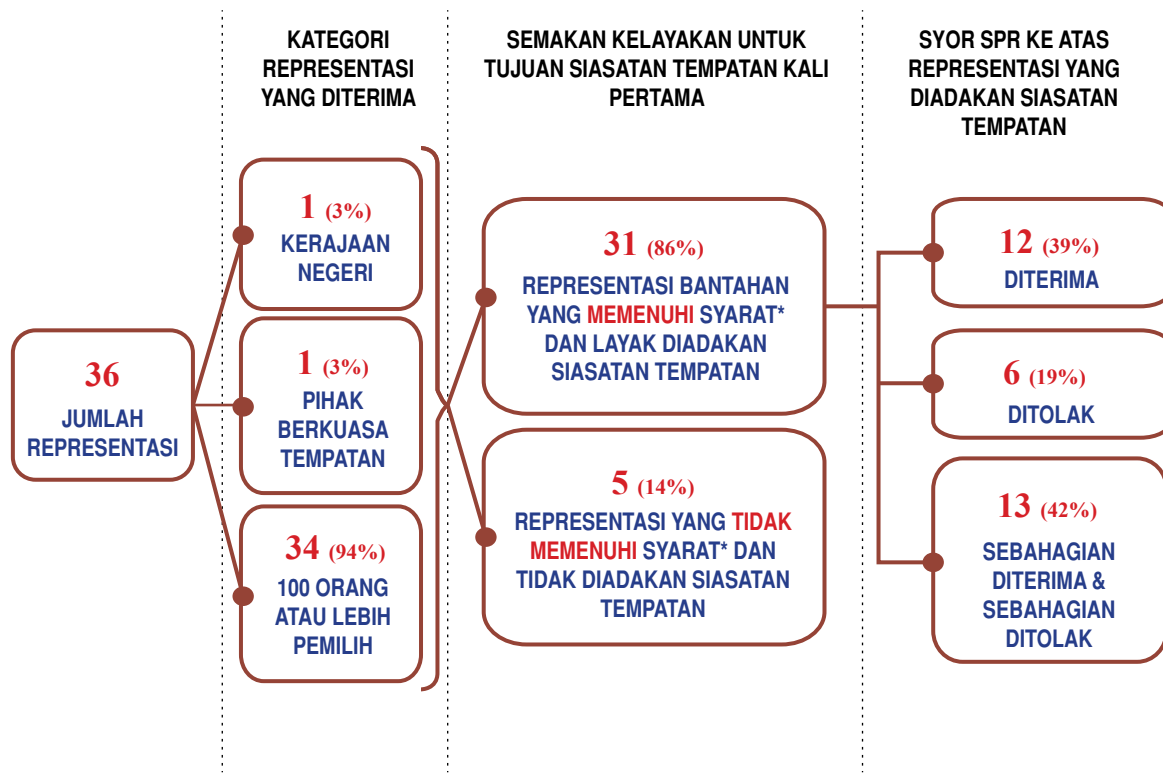 KATEGORI
REPRESENTASI
YANG DITERIMA
SEMAKAN KELAYAKAN UNTUK
TUJUAN SIASATAN TEMPATAN KALI
PERTAMA
SYOR SPR KE ATAS
REPRESENTASI YANG
DIADAKAN SIASATAN
TEMPATAN
36
JUMLAH
REPRESENTASI
1 (3%)
KERAJAAN
NEGERI
1 (3%)
PIHAK
BERKUASA
TEMPATAN
34 (94%)
100 ORANG
ATAU LEBIH
PEMILIH
31 (86%)
REPRESENTASI BANTAHAN
YANG MEMENUHI SYARAT*
DAN LAYAK DIADAKAN
SIASATAN TEMPATAN
5 (14%)
REPRESENTASI YANG TIDAK
MEMENUHI SYARAT* DAN
TIDAK DIADAKAN SIASATAN
TEMPATAN
12 (39%)
DITERIMA
6 (19%)
DITOLAK
13 (42%)
SEBAHAGIAN
DITERIMA &
SEBAHAGIAN
DITOLAK